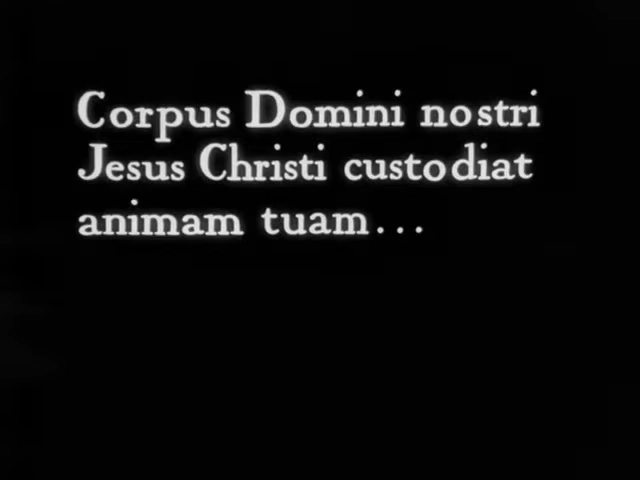 Corpus Domini nostri
Jesus Christi custodiat
animam tuam...